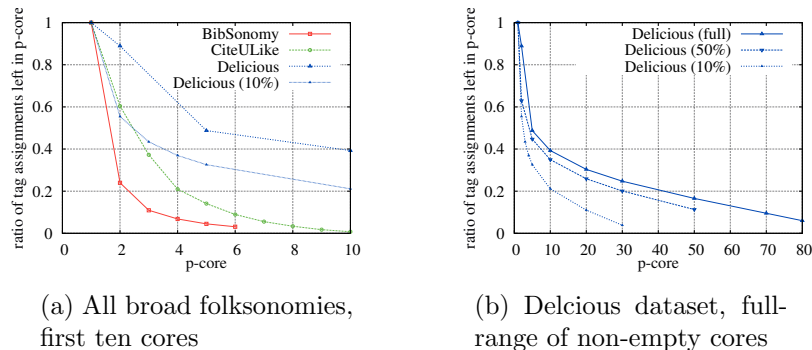 ratio of tag assignments left in p-core
1
0.8
0.6
0.4
0.2
0
0 2 4 6 8 10
p-core
BibSonomy
CiteULike
Delicious
Delicious (10%)
(a) All broad folksonomies,
first ten cores
ratio of tag assignments left in p-core
1
0.8
0.6
0.4
0.2
0
0 10 20 30 40 50 60 70 80
p-core
Delicious (full)
Delicious (50%)
Delicious (10%)
(b) Delcious dataset, full-
range of non-empty cores